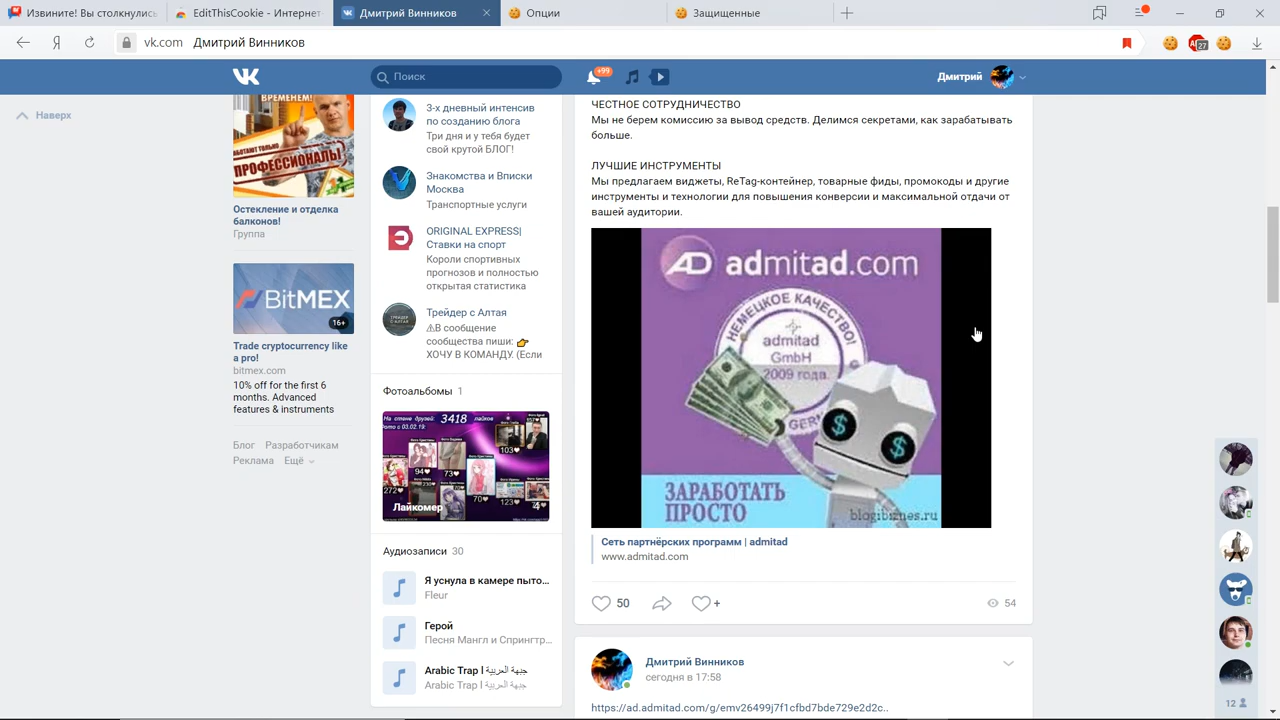 Извините! Вы столкнулись
EditThisCookie - Интернет
Дмитрий Винников
Опции
Защищенные
vk.com Дмитрий Винников
27
Поиск
+99
Дмитрий
Наверх
ВРЕМЕНЕМ!
РАБОТАЮТ ТОЛЬКО
ПРОФЕССИОНАЛЫ
Остекление и отделка
балконов!
Группа
BitMEX
16+
Trade cryptocurrency like
a pro!
bitmex.com
10% off for the first 6
months. Advanced
features & instruments
Блог Разработчикам
Реклама Ещё
3-х дневный интенсив
по созданию блога
Три дня и у тебя будет
свой крутой БЛОГ!
Знакомства и Вписки
Москва
Транспортные услуги
ORIGINAL EXPRESS|
Ставки на спорт
Короли спортивных
прогнозов и полностью
открытая статистика
Трейдер с Алтая
⚠В сообщение
сообщества пиши: 👉
ХОЧУ В КОМАНДУ. (Если
Фотоальбомы 1
На стене друзей: 3418 лайков
Лайкомер
4
Аудиозаписи 30
Я уснула в камере пыто...
Fleur
Герой
Песня Мангл и Спрингтр...
Arabic Trap | جبهة العربية
Arabic Trap | جبهة العربية
ЧЕСТНОЕ СОТРУДНИЧЕСТВО
Мы не берем комиссию за вывод средств. Делимся секретами, как зарабатывать
больше.
ЛУЧШИЕ ИНСТРУМЕНТЫ
Мы предлагаем виджеты, ReTag-контейнер, товарные фиды, промокоды и другие
инструменты и технологии для повышения конверсии и максимальной отдачи от
вашей аудитории.
AD admitad.com
НЕМЕЦКОЕ КАЧЕСТВО!
admitad
GmbH
2009 года.
GER
$ $
ЗАРАБОТАТЬ
ПРОСТО
blogibiznes.ru
Сеть партнёрских программ | admitad
www.admitad.com
50
+
54
Дмитрий Винников
сегодня в 17:58
https://ad.admitad.com/g/emv26499j7f1cfbd7bde729e2d2c..
12